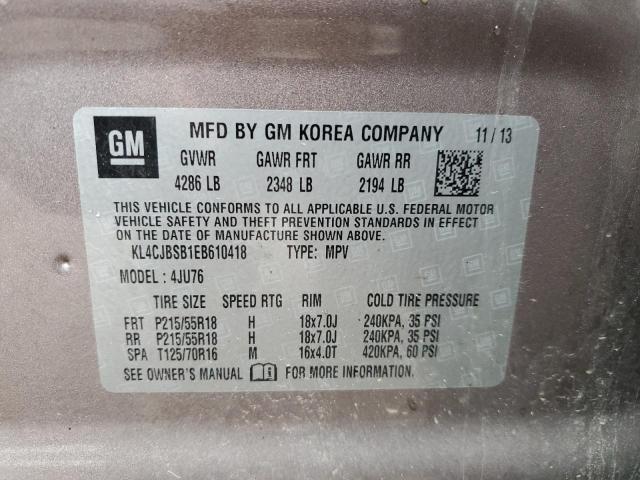 GM MFD BY GM KOREA COMPANY 11/13
GVWR GAWR FRT GAWR RR
4286 LB 2348 LB 2194 LB
THIS VEHICLE CONFORMS TO ALL APPLICABLE U.S. FEDERAL MOTOR
VEHICLE SAFETY AND THEFT PREVENTION STANDARDS IN EFFECT ON
DATE OF MANUFACTURE SHOWN ABOVE.
KL4CJBSB1EB610418 TYPE: MPV
MODEL: 4JU76
TIRE SIZE SPEED RTG RIM COLD TIRE PRESSURE
FRT P215/55R18 H 18x7.0J 240KPA, 35 PSI
RR P215/55R18 H 18x7.0J 240KPA, 35 PSI
SPA T125/70R16 M 16x4.0T 420KPA, 60 PSI
SEE OWNER'S MANUAL FOR MORE INFORMATION.